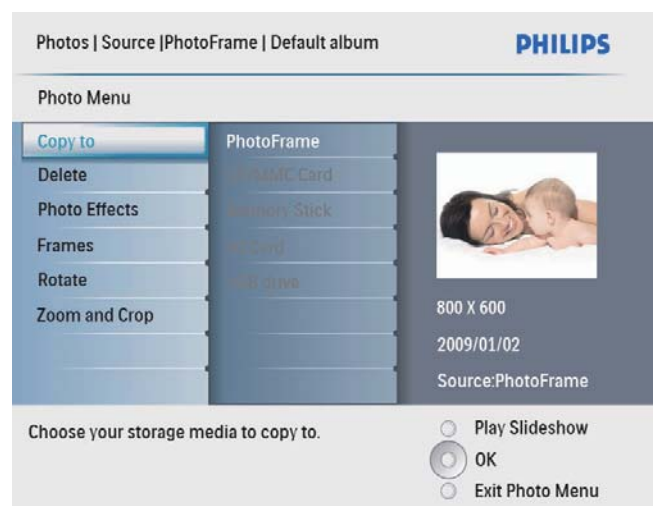 Photos | Source |PhotoFrame | Default album
PHILIPS
Photo Menu
Copy to
Delete
Photo Effects
Frames
Rotate
Zoom and Crop
PhotoFrame
Card
Stick
800 X 600
2009/01/02
Source:PhotoFrame
Choose your storage media to copy to.
Play Slideshow
OK
Exit Photo Menu